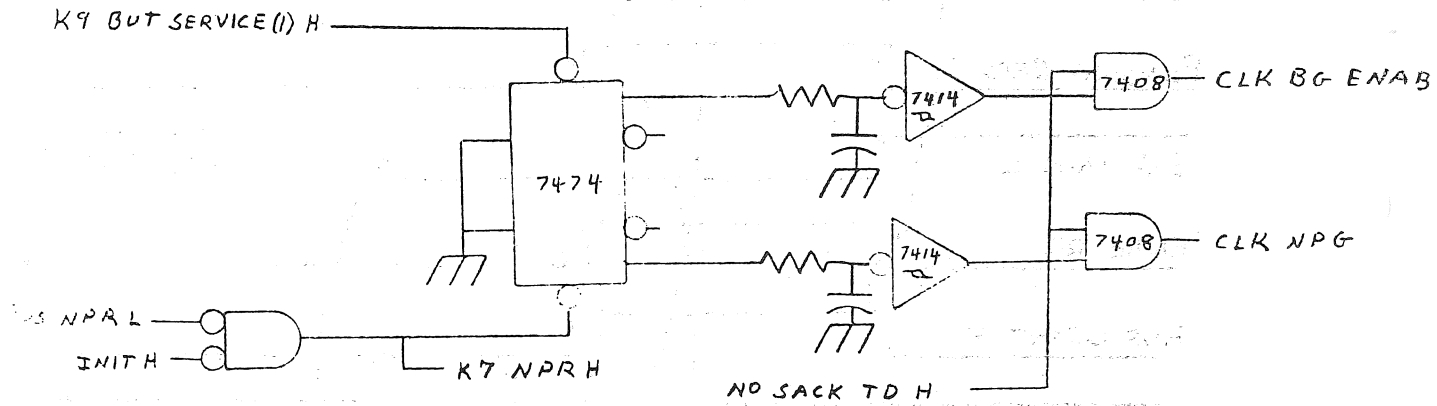 K9 BUT SERVICE(1) H
7474
7414
7408
CLK BG ENAB
7414
7408
CLK NPG
NPR L
INIT H
K7 NPR H
NO SACK TD H